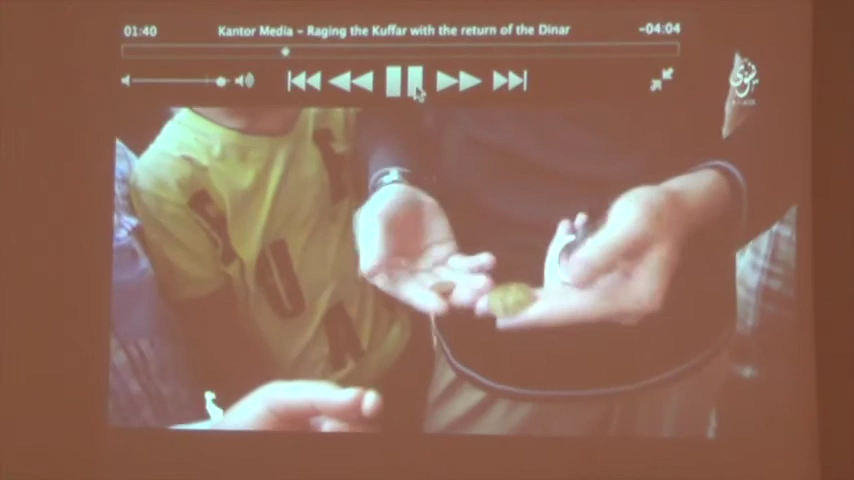 01:40 Kantor Media - Raging the Kuffar with the return of the Dinar -04:04